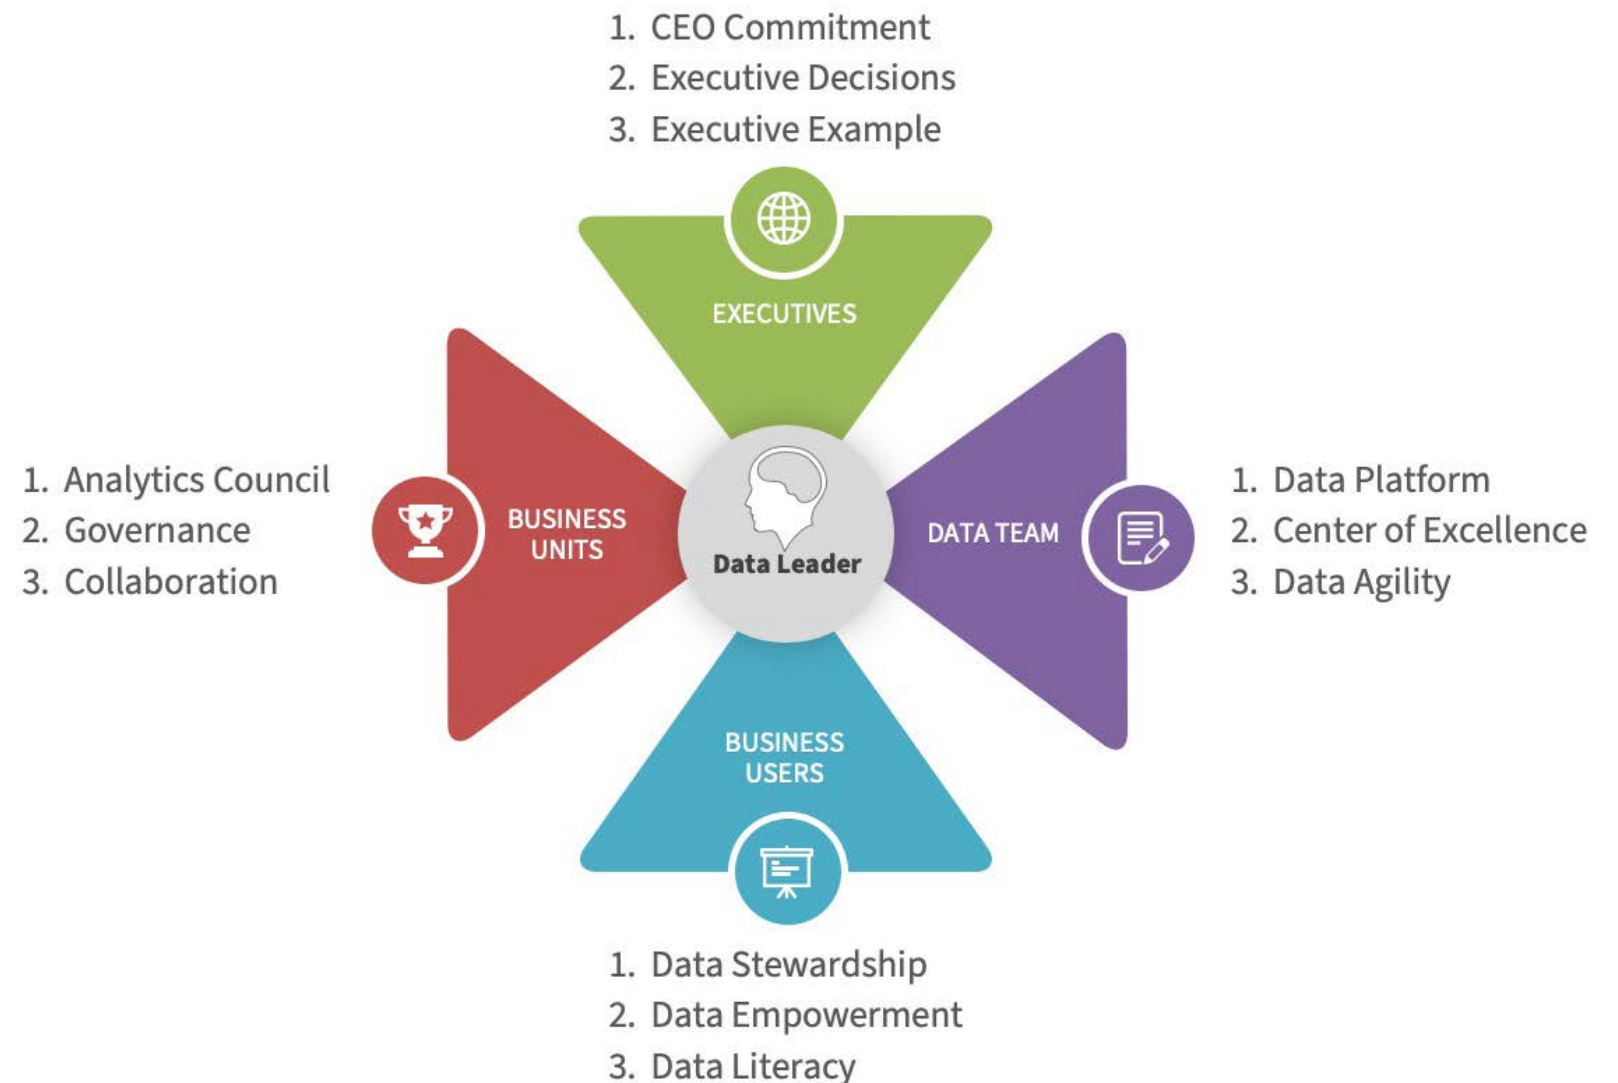 1. CEO Commitment
2. Executive Decisions
3. Executive Example
EXECUTIVES
1. Analytics Council
2. Governance
3. Collaboration
BUSINESS
UNITS
Data Leader
DATA TEAM
1. Data Platform
2. Center of Excellence
3. Data Agility
BUSINESS
USERS
1. Data Stewardship
2. Data Empowerment
3. Data Literacy